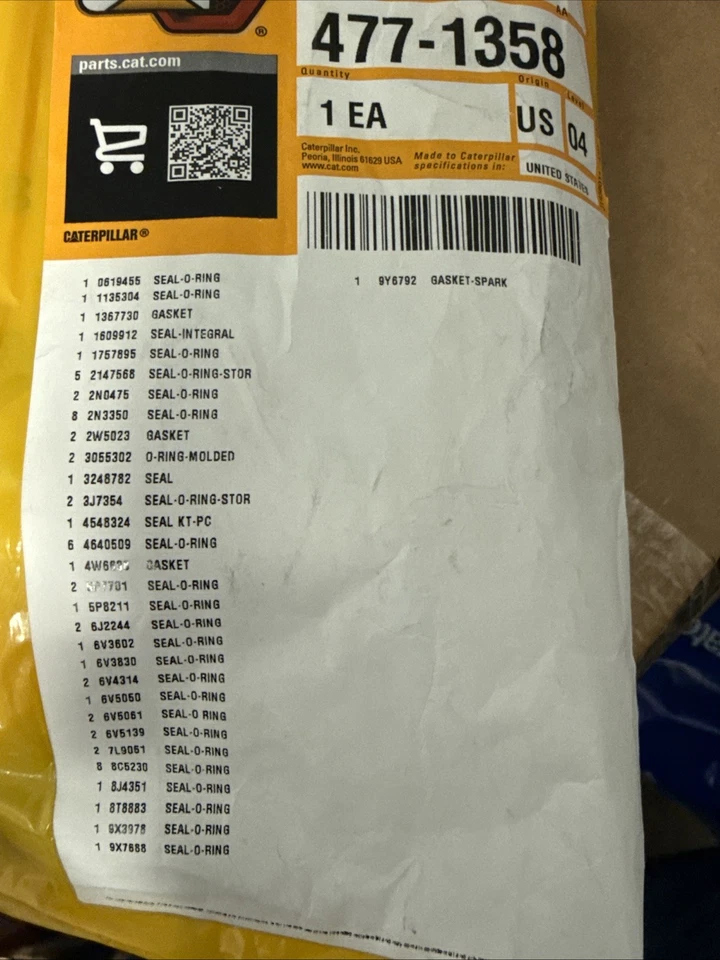 AA
®
477-1358
parts.cat.com
Quantity
Origin
Level
1 EA
US
04
Caterpillar Inc.
Peoria, Illinois 61629 USA
www.cat.com
Made to Caterpillar
specifications in:
UNITED STATES
CATERPILLAR®
1 0619455 SEAL-O-RING
1 9Y6792 GASKET-SPARK
1 1135304 SEAL-O-RING
1 1367730 GASKET
1 1609912 SEAL-INTEGRAL
1 1757895 SEAL-O-RING
5 2147568 SEAL-O-RING-STOR
2 2N0475 SEAL-O-RING
8 2N3350 SEAL-O-RING
2 2W5023 GASKET
2 3055302 O-RING-MOLDED
1 3248782 SEAL
2 3J7354 SEAL-O-RING-STOR
1 4548324 SEAL KT-PC
6 4640509 SEAL-O-RING
1 GASKET
2 SEAL-O-RING
1 5P8211 SEAL-O-RING
2 6J2244 SEAL-O-RING
1 6V3602 SEAL-O-RING
1 6V3830 SEAL-O-RING
2 6V4314 SEAL-O-RING
1 6V5050 SEAL-O-RING
2 6V5061 SEAL-O RING
2 6V5139 SEAL-O-RING
2 7L9051 SEAL-O-RING
8 8C5230 SEAL-O-RING
1 8J4351 SEAL-O-RING
1 8T8883 SEAL-O-RING
1 SEAL-O-RING
1 9X7688 SEAL-O-RING